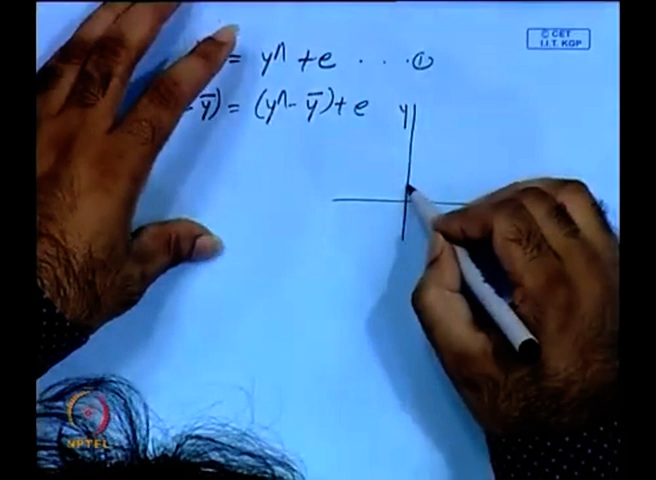 © CET
I.I.T. KGP
= y^ + e . . . ①
- ȳ) = (y^ - ȳ) + e
y
NPTEL